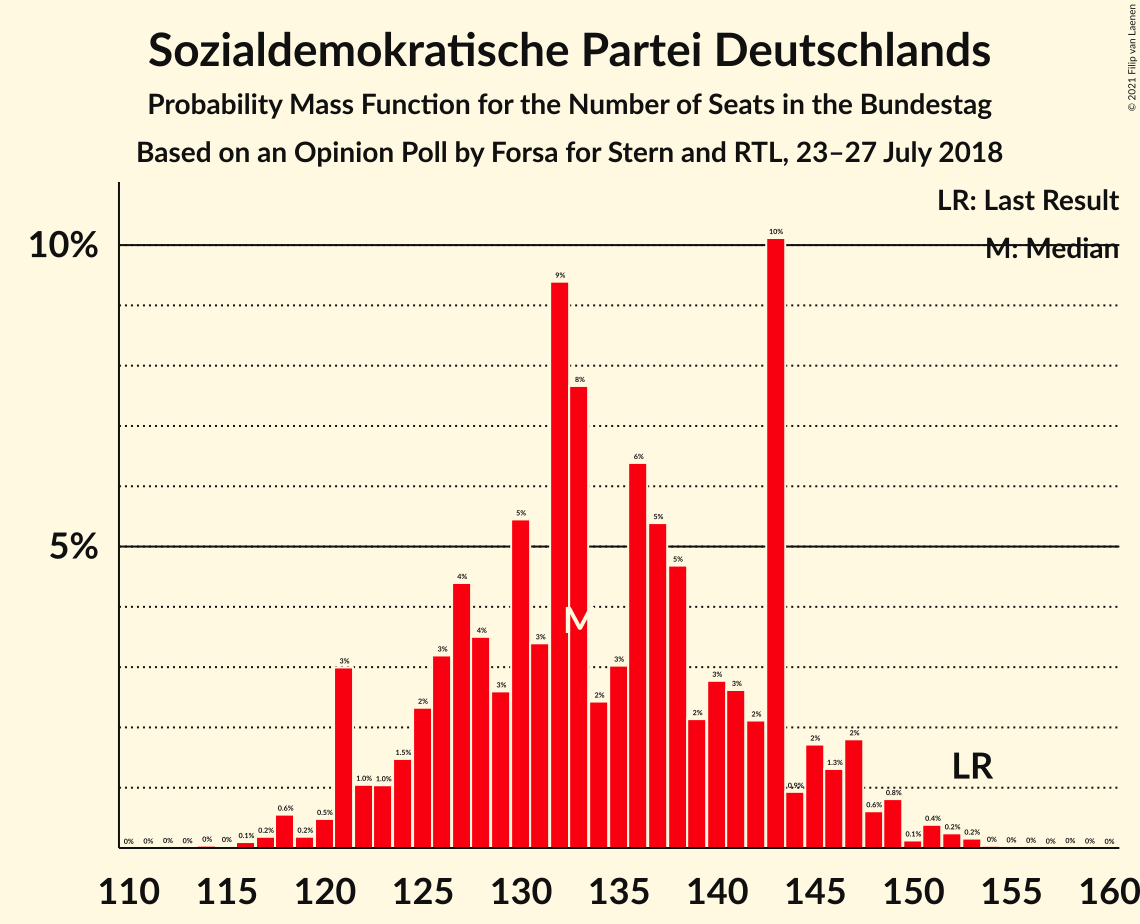 Sozialdemokratische Partei Deutschlands
Probability Mass Function for the Number of Seats in the Bundestag
Based on an Opinion Poll by Forsa for Stern and RTL, 23–27 July 2018
© 2021 Filip van Laenen
LR: Last Result
M: Median
10%
5%
0% 0% 0% 0% 0% 0% 0.1% 0.2% 0.6% 0.2% 0.5% 3% 1.0% 1.0% 1.5% 2% 3% 4% 4% 3% 5% 3% 9% 8% 2% 3% 6% 5% 5% 2% 3% 3% 2% 10% 0.9% 2% 1.3% 2% 0.6% 0.8% 0.1% 0.4% 0.2% 0.2% 0% 0% 0% 0% 0% 0% 0%
M
LR
110 115 120 125 130 135 140 145 150 155 160